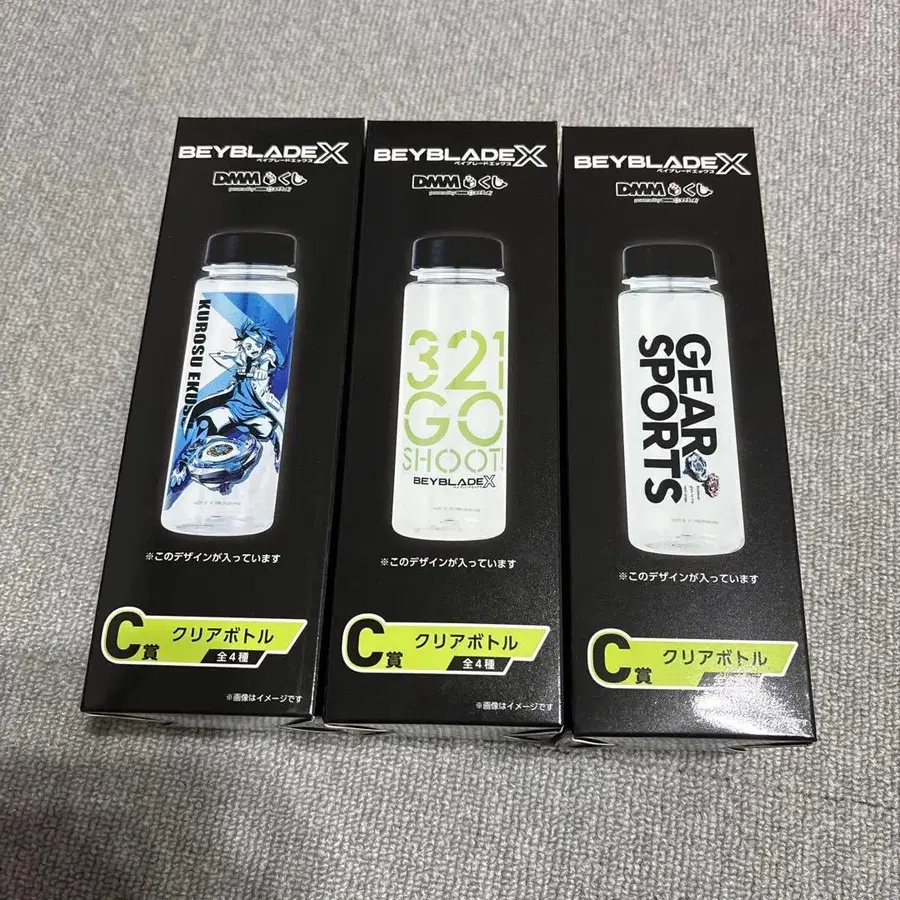 BEYBLADE X
ベイブレードエックス
DMMくじ
KUROSU EKUSU
※このデザインが入っています
C賞
クリアボトル
全4種
※画像はイメージです
BEYBLADE X
ベイブレードエックス
DMMくじ
321
GO
SHOOT!
BEYBLADE X
※このデザインが入っています
C賞
クリアボトル
全4種
※画像はイメージです
BEYBLADE X
ベイブレードエックス
DMMくじ
GEAR
SPORTS
※このデザインが入っています
C賞
クリアボトル
全4種